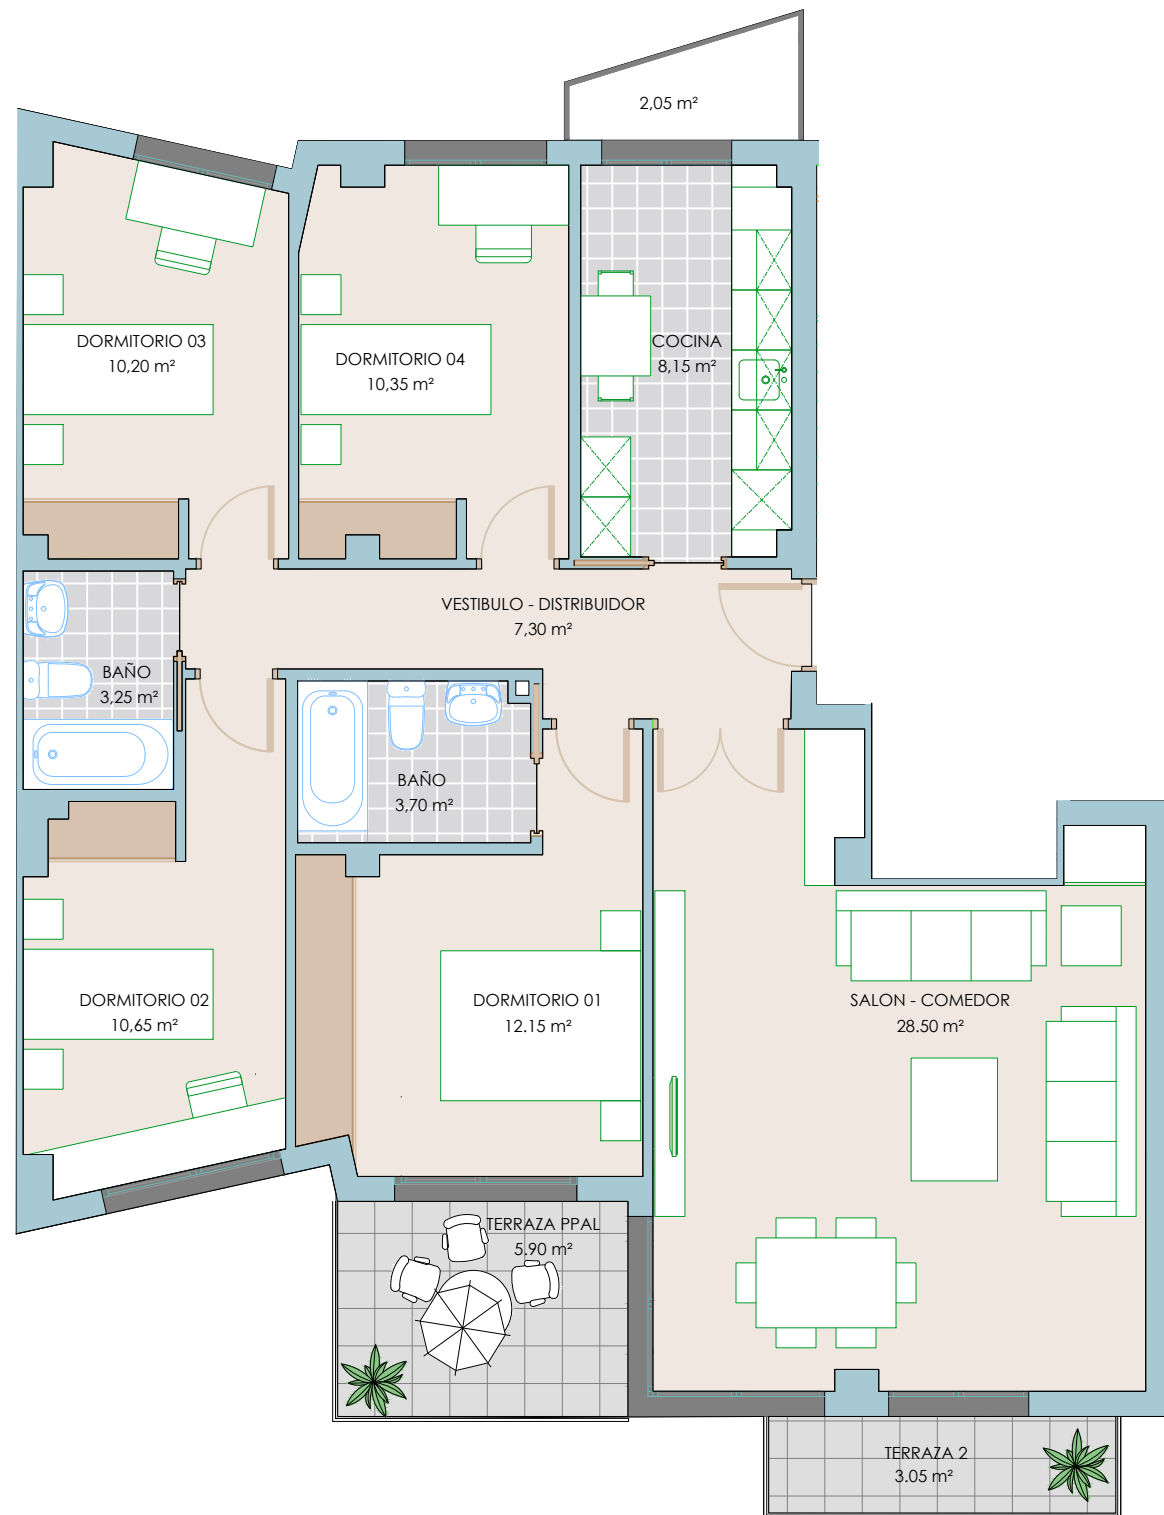 2,05 m²
DORMITORIO 03
10,20 m²
DORMITORIO 04
10,35 m²
COCINA
8,15 m²
VESTIBULO - DISTRIBUIDOR
7,30 m²
BAÑO
3,25 m²
BAÑO
3,70 m²
DORMITORIO 02
10,65 m²
DORMITORIO 01
12.15 m²
SALON - COMEDOR
28.50 m²
TERRAZA PPAL
5.90 m²
TERRAZA 2
3.05 m²